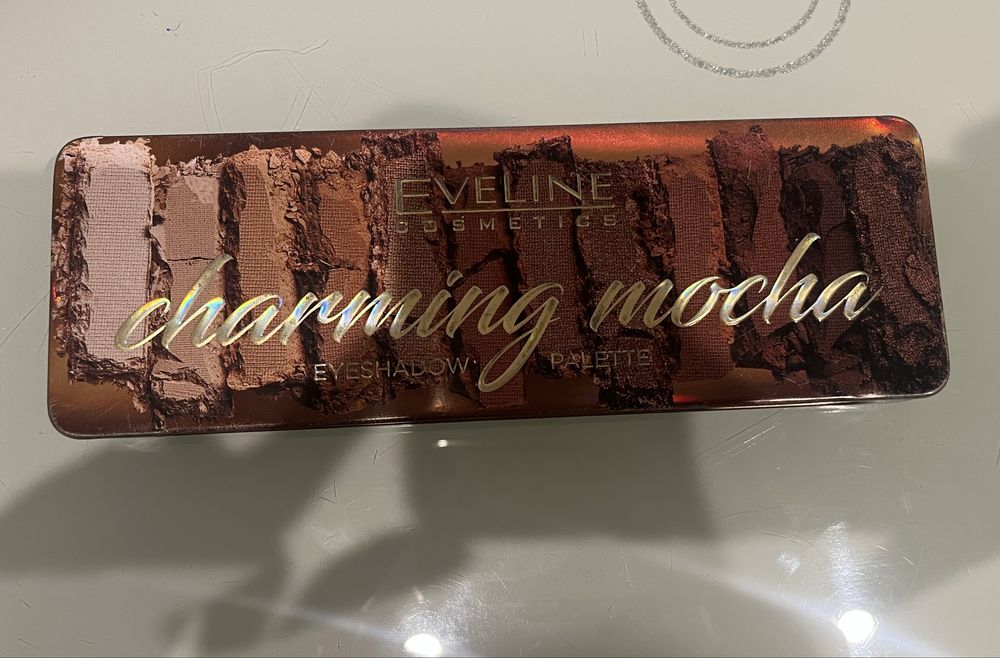 EVELINE
COSMETICS
charming mocha
EYESHADOW PALETTE